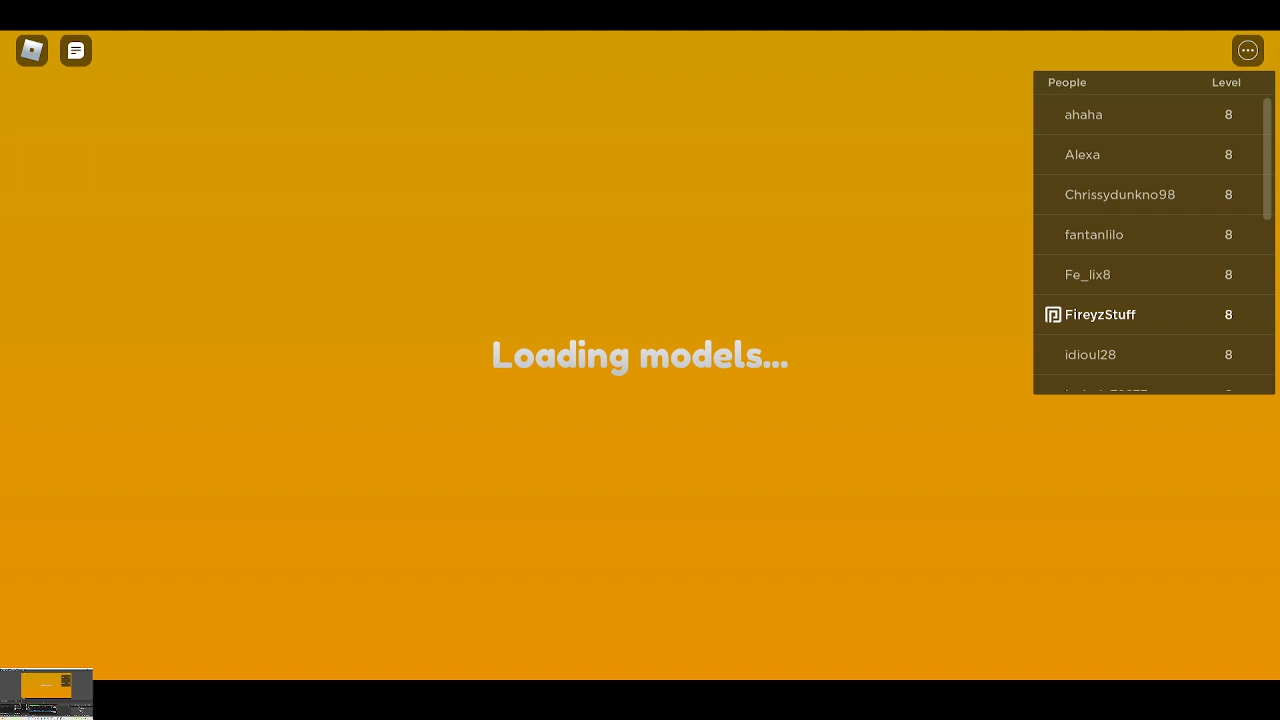 People Level
ahaha 8
Alexa 8
Chrissydunkno98 8
fantanlilo 8
Fe_lix8 8
FireyzStuff 8
idioul28 8
Loading models...